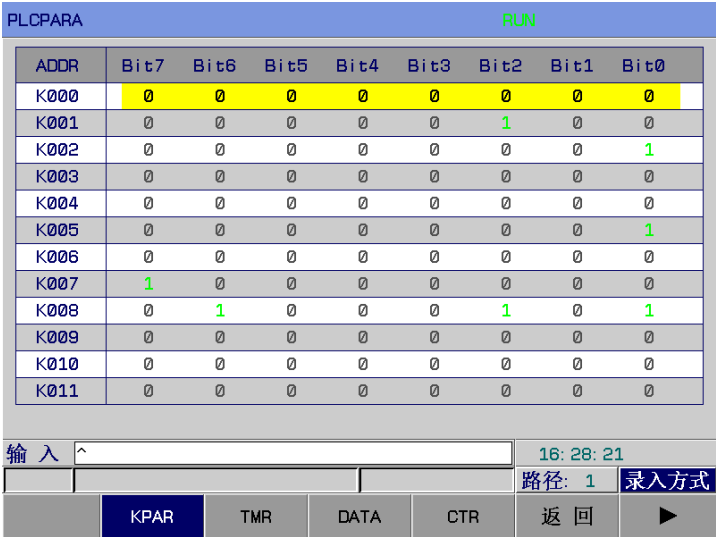 PLCPARA RUN
ADDR Bit7 Bit6 Bit5 Bit4 Bit3 Bit2 Bit1 Bit0
K000 0 0 0 0 0 0 0 0
K001 0 0 0 0 0 1 0 0
K002 0 0 0 0 0 0 0 1
K003 0 0 0 0 0 0 0 0
K004 0 0 0 0 0 0 0 0
K005 0 0 0 0 0 0 0 1
K006 0 0 0 0 0 0 0 0
K007 1 0 0 0 0 0 0 0
K008 0 1 0 0 0 1 0 1
K009 0 0 0 0 0 0 0 0
K010 0 0 0 0 0 0 0 0
K011 0 0 0 0 0 0 0 0
输入 ^ 16:28:21
路径: 1 录入方式
KPAR TMR DATA CTR 返回 ▶